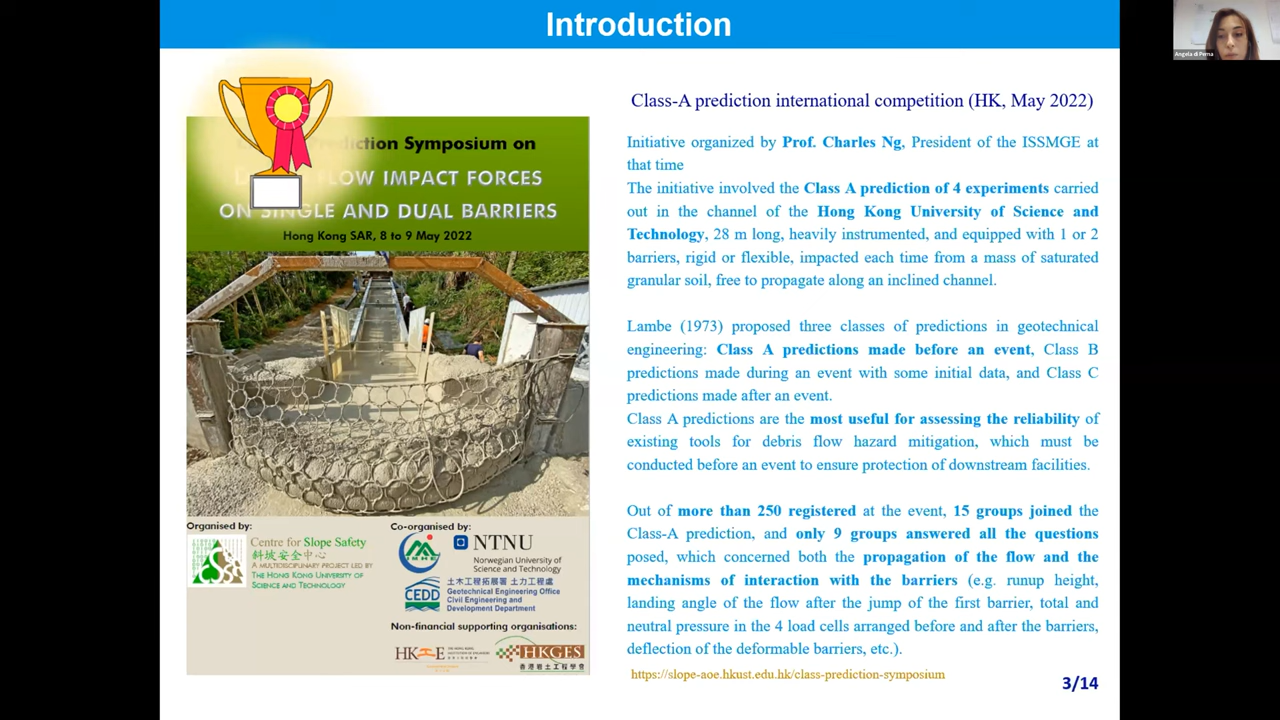 Introduction
Angela di Perna
Prediction Symposium on
FLOW IMPACT FORCES
ON SINGLE AND DUAL BARRIERS
Hong Kong SAR, 8 to 9 May 2022
Organised by:
Centre for Slope Safety
斜坡安全中心
A MULTIDISCIPLINARY PROJECT LED BY
THE HONG KONG UNIVERSITY OF
SCIENCE AND TECHNOLOGY
Co-organised by:
NTNU
Norwegian University of
Science and Technology
CEDD
土木工程拓展署 土力工程處
Geotechnical Engineering Office
Civil Engineering and
Development Department
Non-financial supporting organisations:
HK
HKGES
香港岩土工程學會
Class-A prediction international competition (HK, May 2022)
Initiative organized by Prof. Charles Ng, President of the ISSMGE at
that time
The initiative involved the Class A prediction of 4 experiments carried
out in the channel of the Hong Kong University of Science and
Technology, 28 m long, heavily instrumented, and equipped with 1 or 2
barriers, rigid or flexible, impacted each time from a mass of saturated
granular soil, free to propagate along an inclined channel.
Lambe (1973) proposed three classes of predictions in geotechnical
engineering: Class A predictions made before an event, Class B
predictions made during an event with some initial data, and Class C
predictions made after an event.
Class A predictions are the most useful for assessing the reliability of
existing tools for debris flow hazard mitigation, which must be
conducted before an event to ensure protection of downstream facilities.
Out of more than 250 registered at the event, 15 groups joined the
Class-A prediction, and only 9 groups answered all the questions
posed, which concerned both the propagation of the flow and the
mechanisms of interaction with the barriers (e.g. runup height,
landing angle of the flow after the jump of the first barrier, total and
neutral pressure in the 4 load cells arranged before and after the barriers,
deflection of the deformable barriers, etc.).
https://slope-aoe.hkust.edu.hk/class-prediction-symposium
3/14